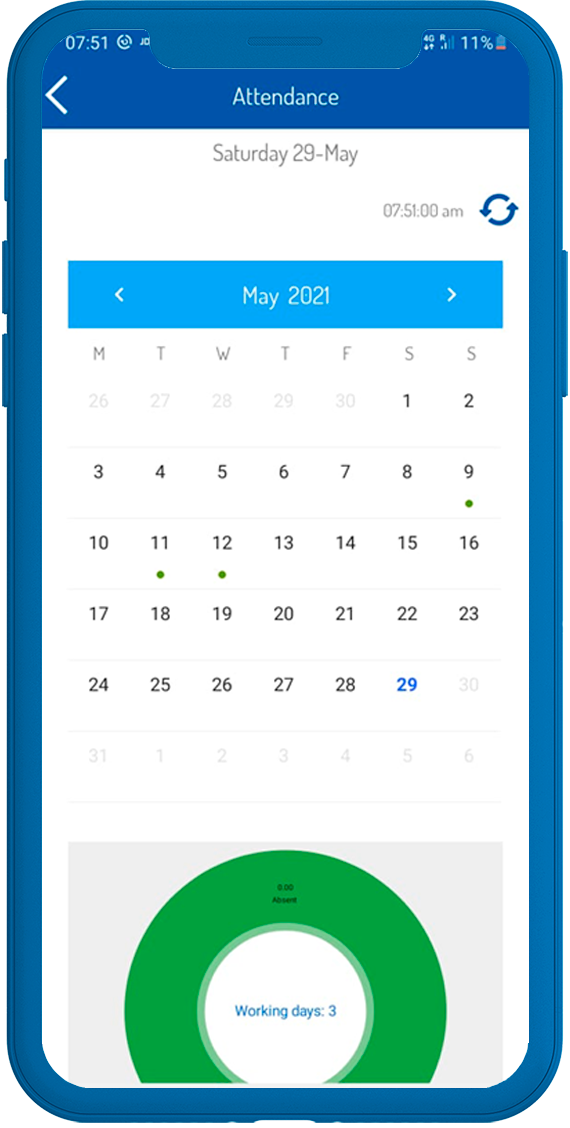 07:51 JO 4G R 11%
Attendance
Saturday 29-May
07:51:00 am
May 2021
M T W T F S S
26 27 28 29 30 1 2
3 4 5 6 7 8 9
10 11 12 13 14 15 16
17 18 19 20 21 22 23
24 25 26 27 28 29 30
31 1 2 3 4 5 6
0.00
Absent
Working days: 3